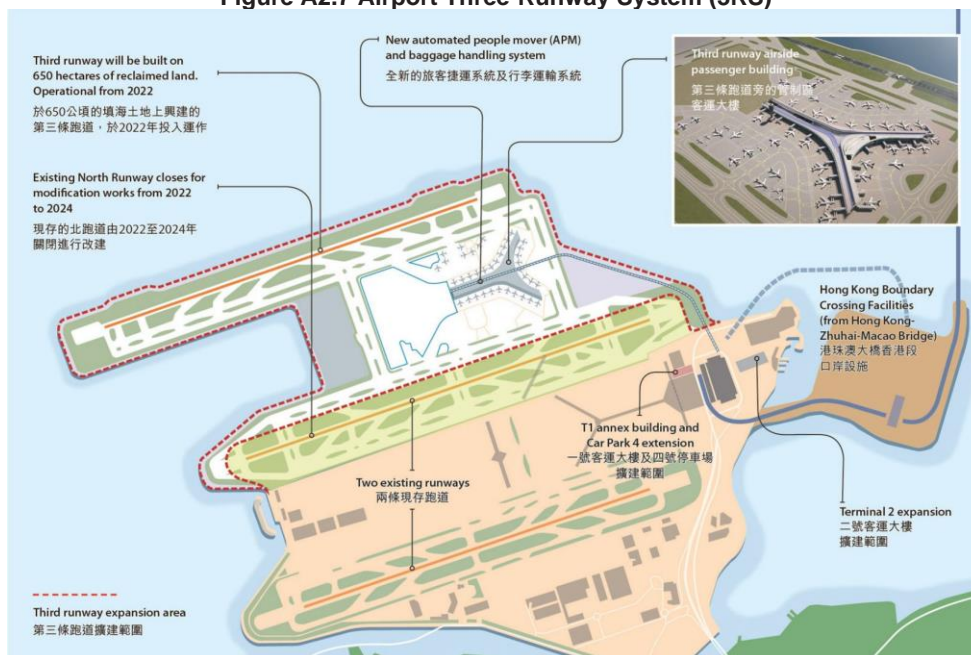 Figure A2.7 Airport Three Runway System (3RS)
Third runway will be built on
650 hectares of reclaimed land.
Operational from 2022
於650公頃的填海土地上興建的
第三條跑道，於2022年投入運作
New automated people mover (APM)
and baggage handling system
全新的旅客捷運系統及行李運輸系統
Third runway airside
passenger building
第三條跑道旁的管制區
客運大樓
Existing North Runway closes for
modification works from 2022
to 2024
現存的北跑道由2022至2024年
關閉進行改建
Hong Kong Boundary
Crossing Facilities
(from Hong Kong-
Zhuhai-Macao Bridge)
港珠澳大橋香港段
口岸設施
T1 annex building and
Car Park 4 extension
一號客運大樓及四號停車場
擴建範圍
Two existing runways
兩條現存跑道
Terminal 2 expansion
二號客運大樓
擴建範圍
Third runway expansion area
第三條跑道擴建範圍